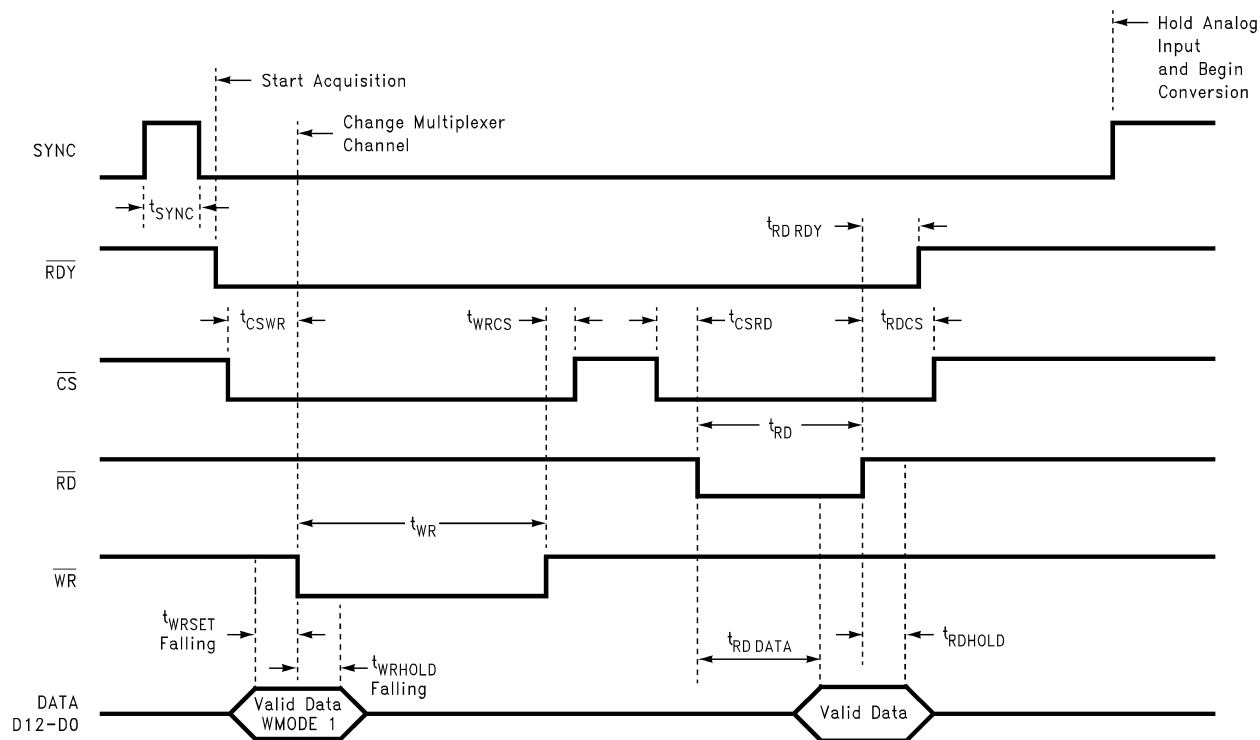 Hold Analog
Input
and Begin
Conversion
Start Acquisition
Change Multiplexer
Channel
SYNC
tSYNC
tRD RDY
RDY
tCSWR
tWRCS
tCSRD
tRDCS
CS
tRD
RD
tWR
WR
tWRSET
Falling
tWRHOLD
Falling
tRD DATA
tRDHOLD
DATA
D12-D0
Valid Data
WMODE 1
Valid Data